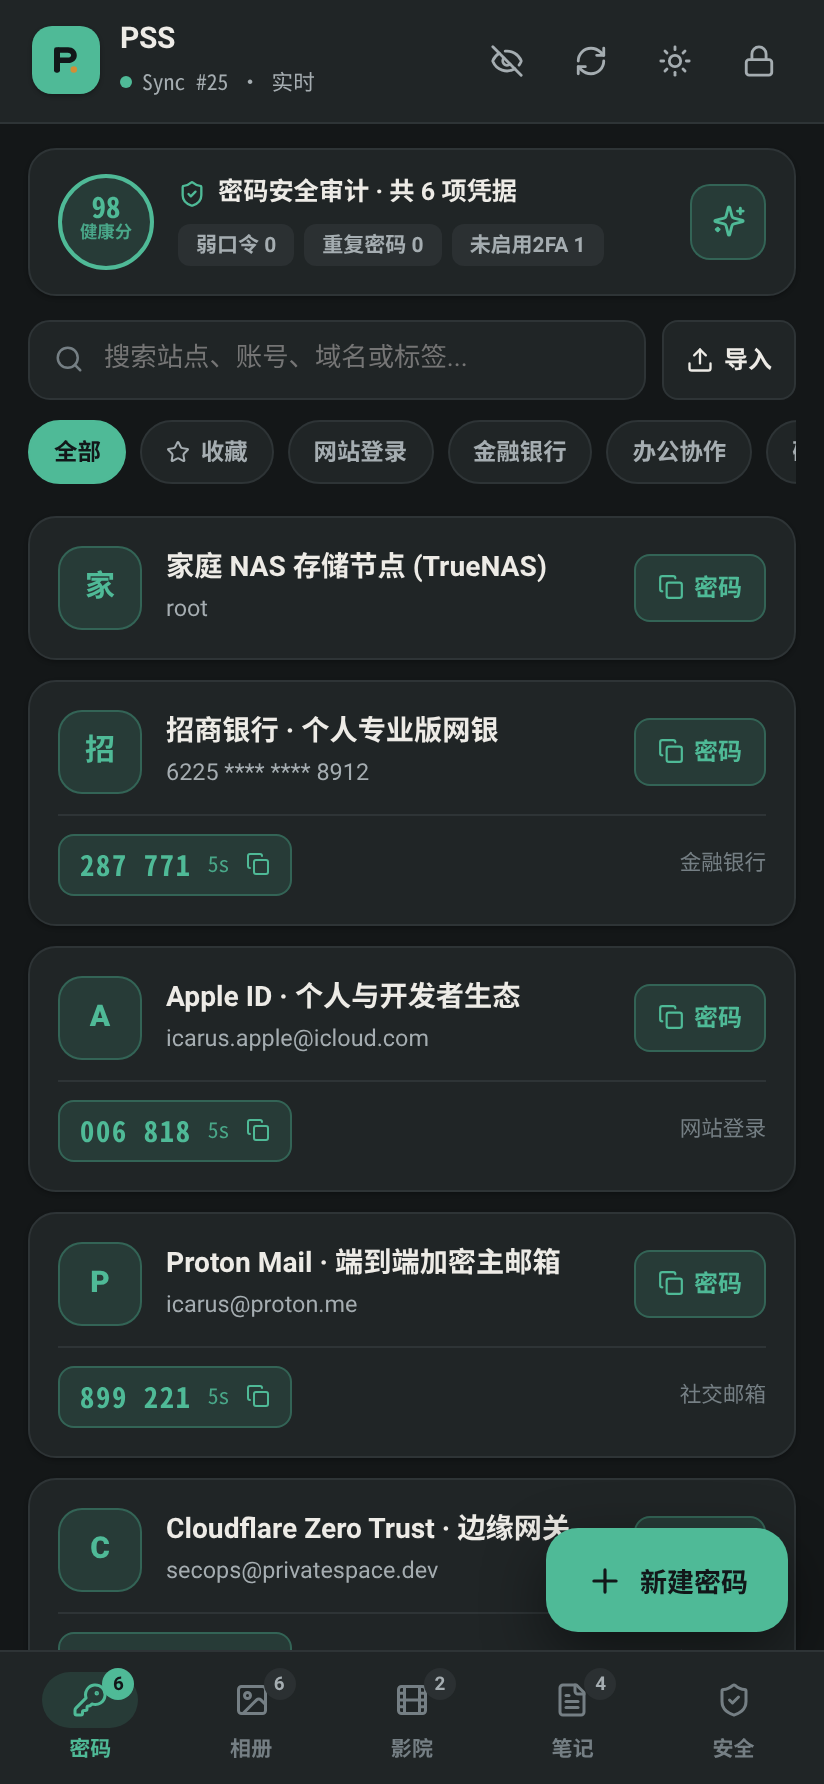 P.
PSS
Sync #25 · 实时
98
健康分
密码安全审计 · 共 6 项凭据
弱口令 0
重复密码 0
未启用2FA 1
搜索站点、账号、域名或标签...
导入
全部
收藏
网站登录
金融银行
办公协作
家
家庭 NAS 存储节点 (TrueNAS)
root
密码
招
招商银行 · 个人专业版网银
6225 **** **** 8912
密码
287 771 5s
金融银行
A
Apple ID · 个人与开发者生态
icarus.apple@icloud.com
密码
006 818 5s
网站登录
P
Proton Mail · 端到端加密主邮箱
icarus@proton.me
密码
899 221 5s
社交邮箱
C
Cloudflare Zero Trust · 边缘网关
secops@privatespace.dev
新建密码
6
密码
6
相册
2
影院
4
笔记
安全